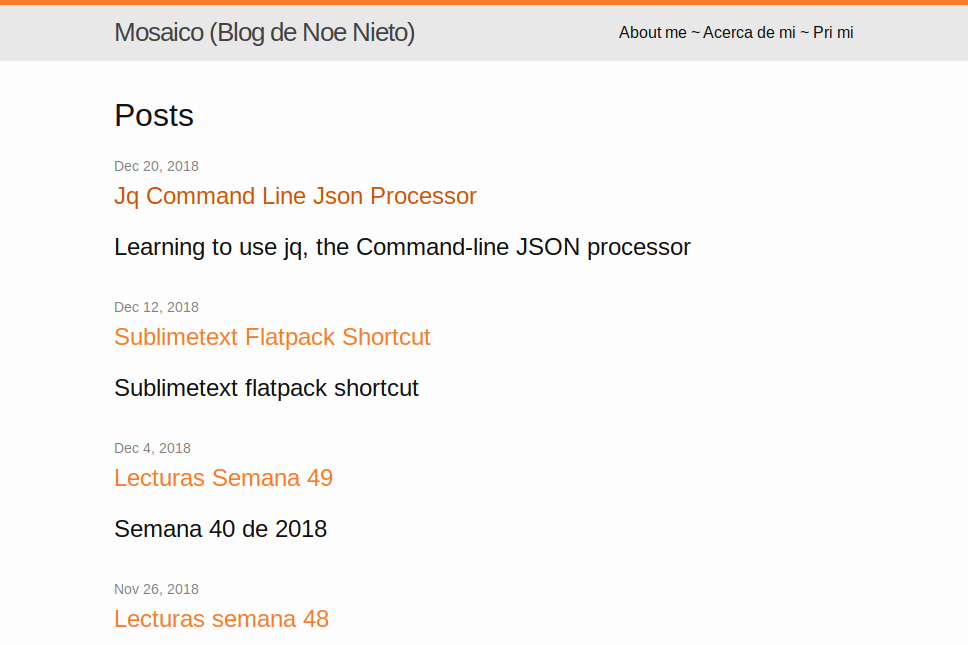 Mosaico (Blog de Noe Nieto)
About me ~ Acerca de mi ~ Pri mi
Posts
Dec 20, 2018
Jq Command Line Json Processor
Learning to use jq, the Command-line JSON processor
Dec 12, 2018
Sublimetext Flatpack Shortcut
Sublimetext flatpack shortcut
Dec 4, 2018
Lecturas Semana 49
Semana 40 de 2018
Nov 26, 2018
Lecturas semana 48